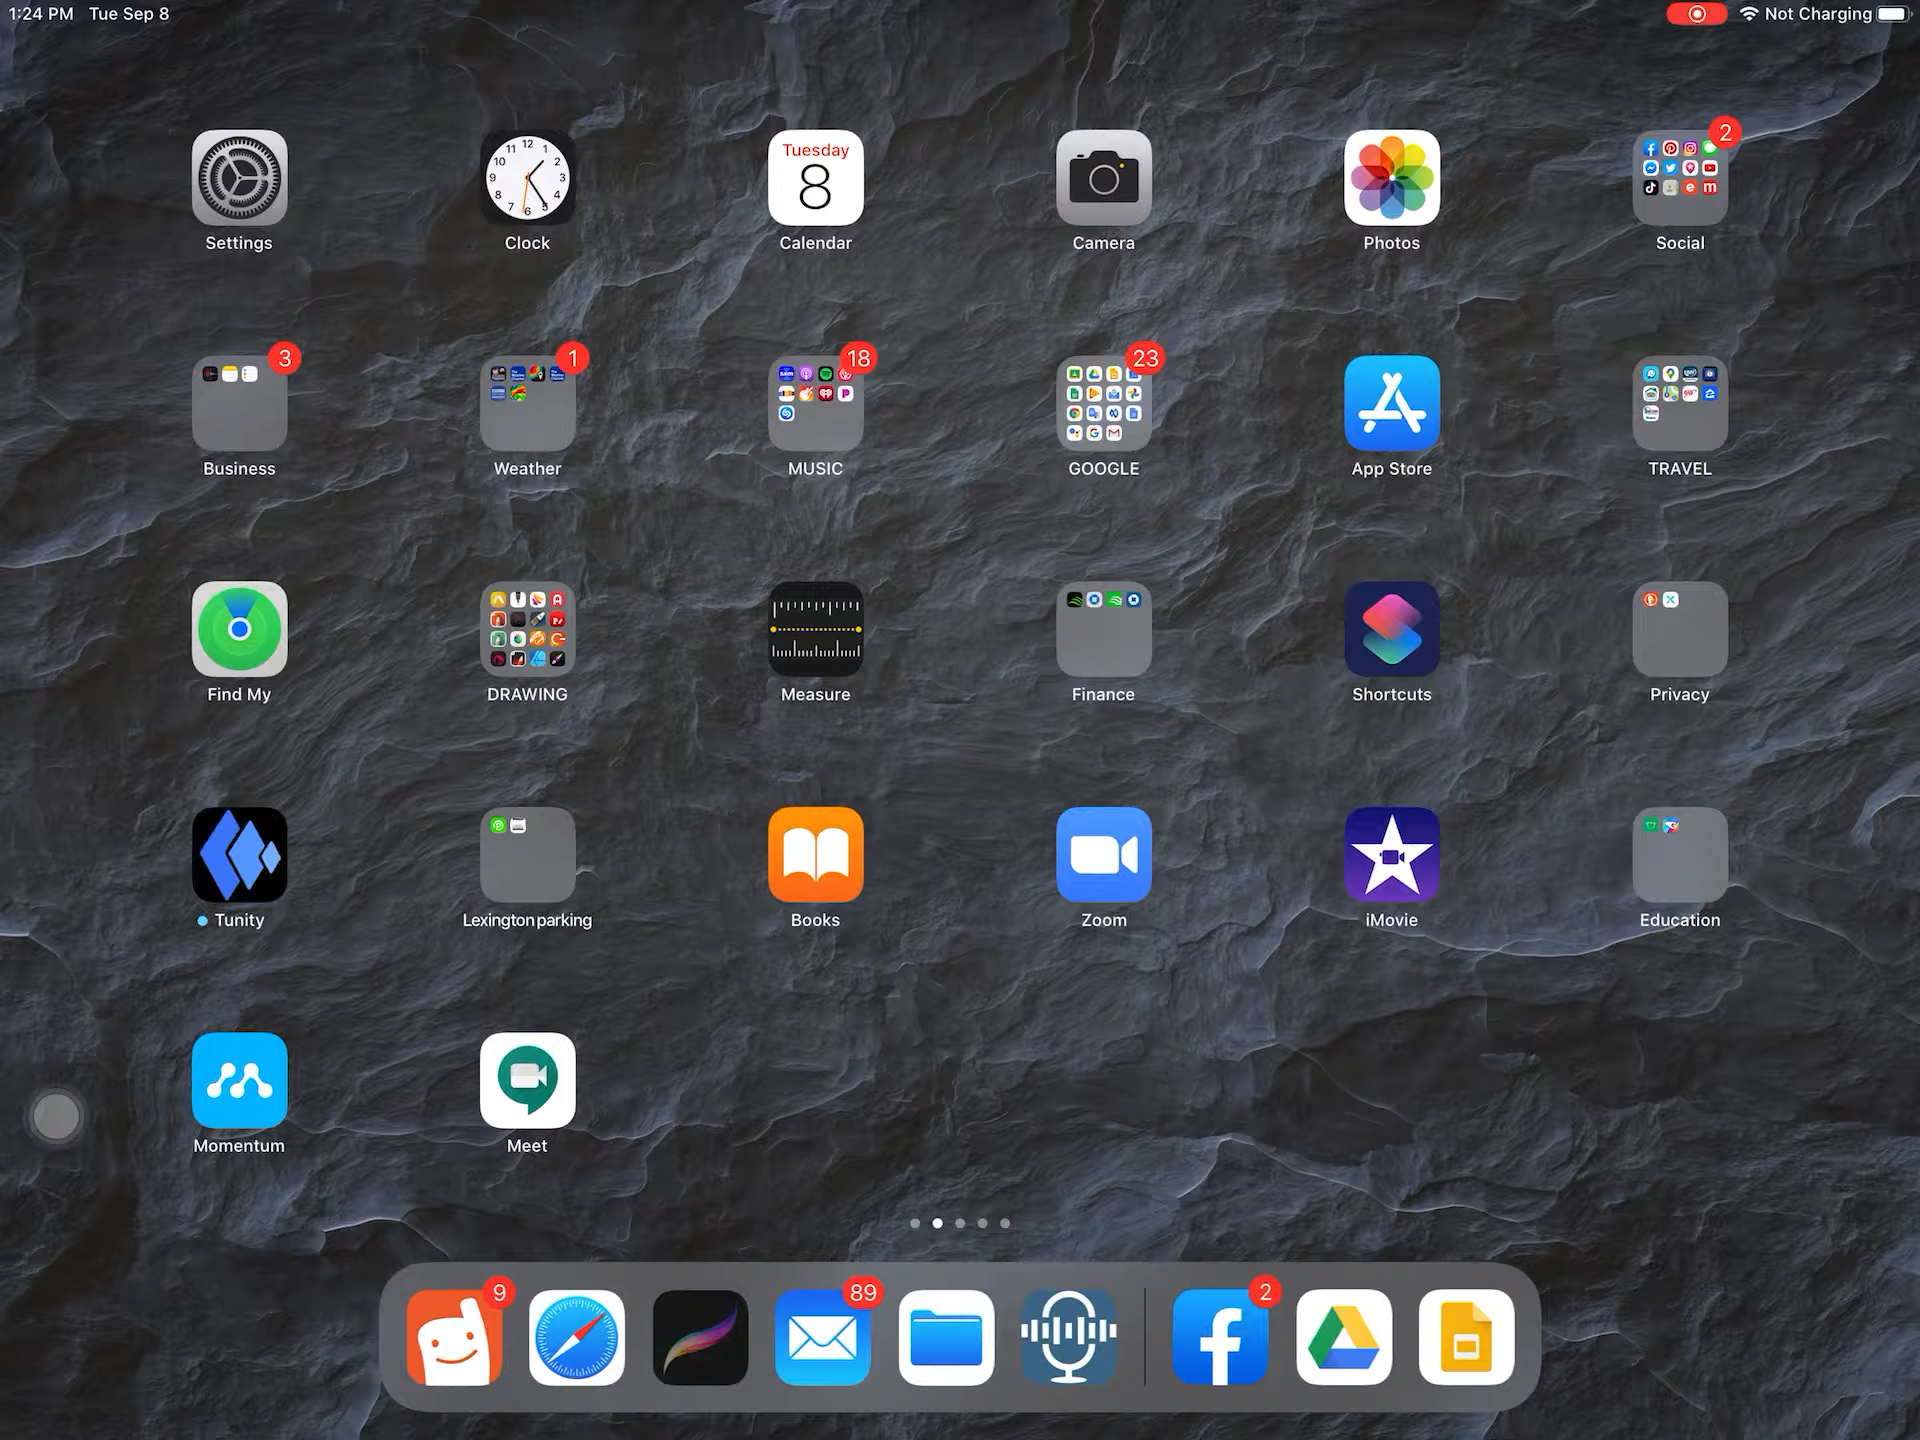 1:24 PM Tue Sep 8
Not Charging
Tuesday
8
2
Settings
Clock
Calendar
Camera
Photos
Social
3
1
18
23
Business
Weather
MUSIC
GOOGLE
App Store
TRAVEL
Find My
DRAWING
Measure
Finance
Shortcuts
Privacy
Tunity
Lexington parking
Books
Zoom
iMovie
Education
Momentum
Meet
9
89
2